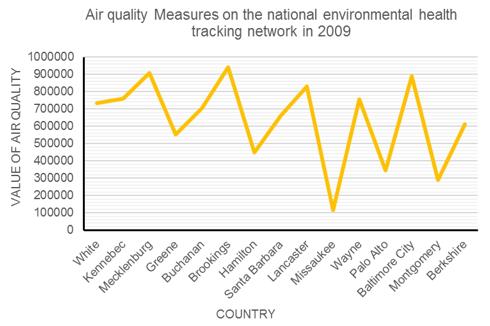 Air quality Measures on the national environmental health
tracking network in 2009
VALUE OF AIR QUALITY
1000000
900000
800000
700000
600000
500000
400000
300000
200000
100000
0
White
Kennebec
Mecklenburg
Greene
Buchanan
Brookings
Hamilton
Santa Barbara
Lancaster
Missaukee
Wayne
Palo Alto
Baltimore City
Montgomery
Berkshire
COUNTRY